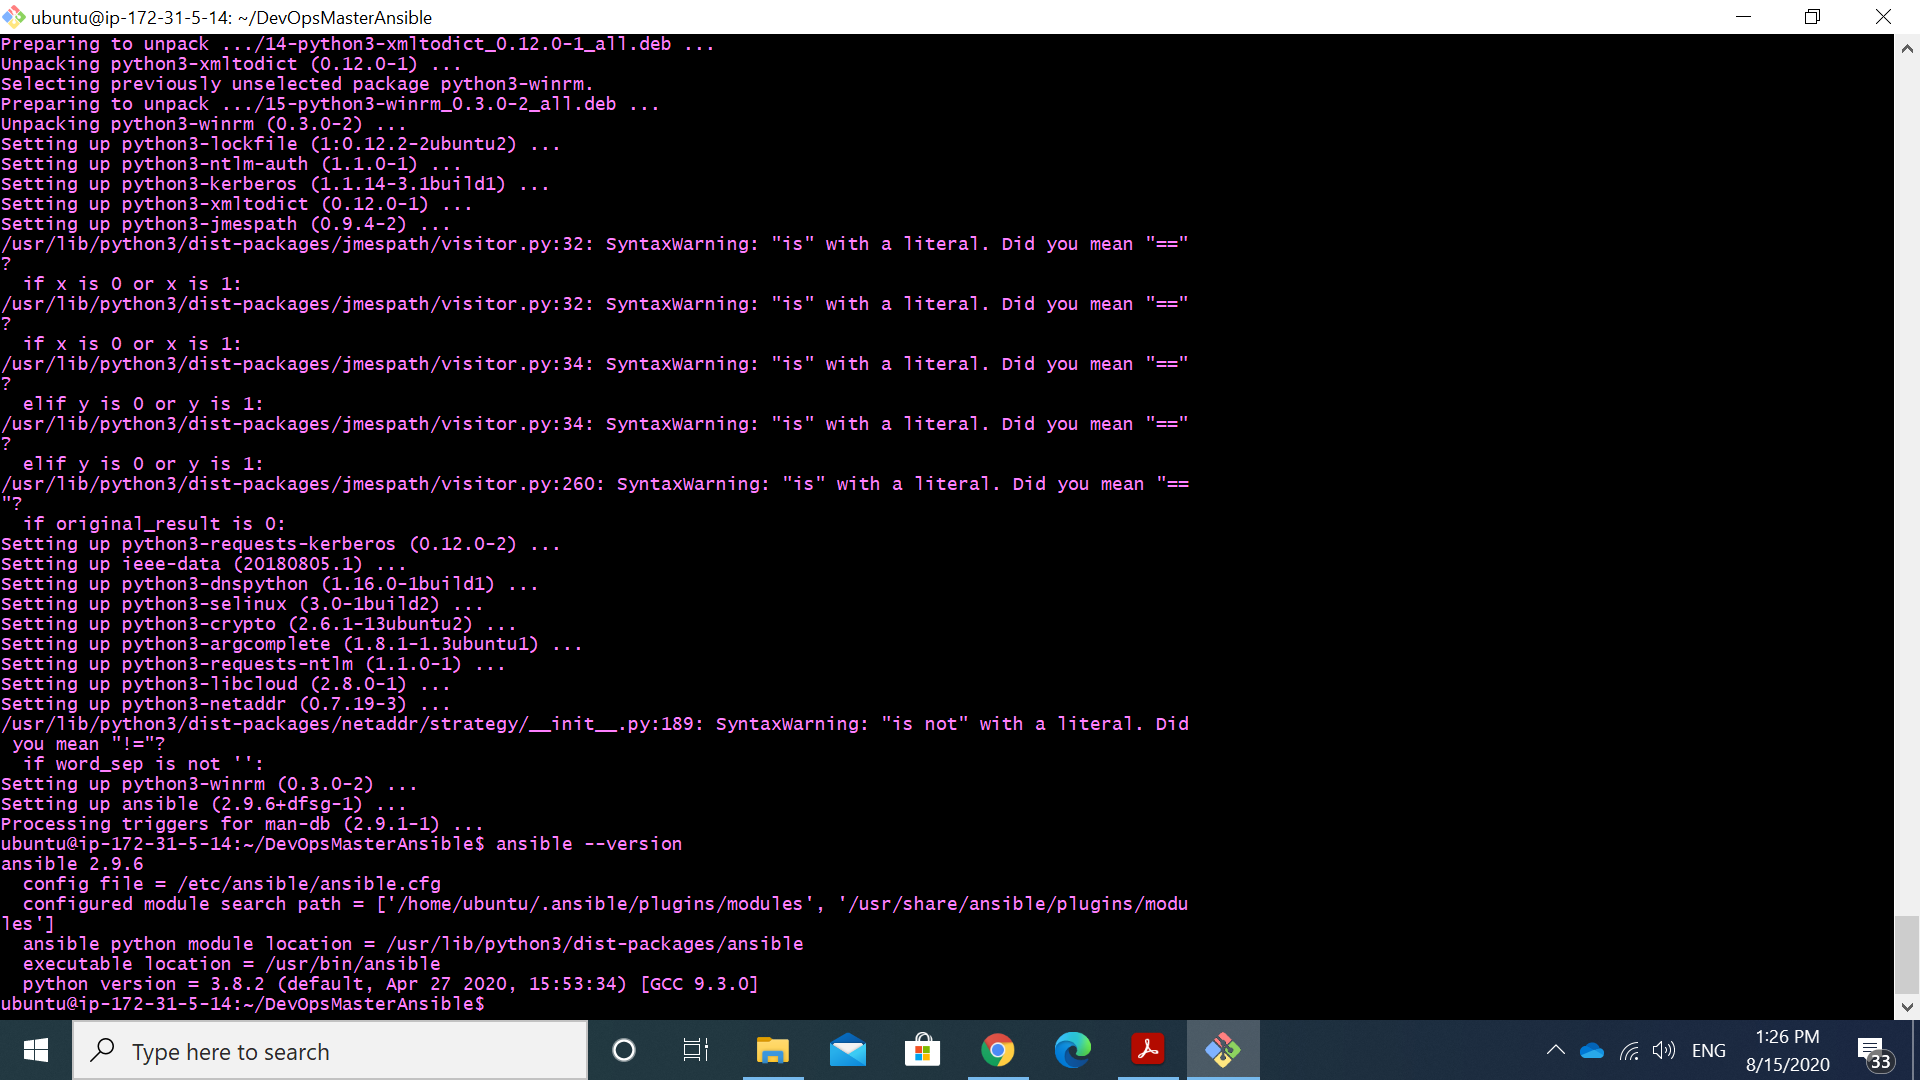 ubuntu@ip-172-31-5-14: ~/DevOpsMasterAnsible
Preparing to unpack .../14-python3-xmltodict_0.12.0-1_all.deb ...
Unpacking python3-xmltodict (0.12.0-1) ...
Selecting previously unselected package python3-winrm.
Preparing to unpack .../15-python3-winrm_0.3.0-2_all.deb ...
Unpacking python3-winrm (0.3.0-2) ...
Setting up python3-lockfile (1:0.12.2-2ubuntu2) ...
Setting up python3-ntlm-auth (1.1.0-1) ...
Setting up python3-kerberos (1.1.14-3.1build1) ...
Setting up python3-xmltodict (0.12.0-1) ...
Setting up python3-jmespath (0.9.4-2) ...
/usr/lib/python3/dist-packages/jmespath/visitor.py:32: SyntaxWarning: "is" with a literal. Did you mean "=="
?
  if x is 0 or x is 1:
/usr/lib/python3/dist-packages/jmespath/visitor.py:32: SyntaxWarning: "is" with a literal. Did you mean "=="
?
  if x is 0 or x is 1:
/usr/lib/python3/dist-packages/jmespath/visitor.py:34: SyntaxWarning: "is" with a literal. Did you mean "=="
?
  elif y is 0 or y is 1:
/usr/lib/python3/dist-packages/jmespath/visitor.py:34: SyntaxWarning: "is" with a literal. Did you mean "=="
?
  elif y is 0 or y is 1:
/usr/lib/python3/dist-packages/jmespath/visitor.py:260: SyntaxWarning: "is" with a literal. Did you mean "==
"?
  if original_result is 0:
Setting up python3-requests-kerberos (0.12.0-2) ...
Setting up ieee-data (20180805.1) ...
Setting up python3-dnspython (1.16.0-1build1) ...
Setting up python3-selinux (3.0-1build2) ...
Setting up python3-crypto (2.6.1-13ubuntu2) ...
Setting up python3-argcomplete (1.8.1-1.3ubuntu1) ...
Setting up python3-requests-ntlm (1.1.0-1) ...
Setting up python3-libcloud (2.8.0-1) ...
Setting up python3-netaddr (0.7.19-3) ...
/usr/lib/python3/dist-packages/netaddr/strategy/__init__.py:189: SyntaxWarning: "is not" with a literal. Did
 you mean "!="?
  if word_sep is not '':
Setting up python3-winrm (0.3.0-2) ...
Setting up ansible (2.9.6+dfsg-1) ...
Processing triggers for man-db (2.9.1-1) ...
ubuntu@ip-172-31-5-14:~/DevOpsMasterAnsible$ ansible --version
ansible 2.9.6
  config file = /etc/ansible/ansible.cfg
  configured module search path = ['/home/ubuntu/.ansible/plugins/modules', '/usr/share/ansible/plugins/modu
les']
  ansible python module location = /usr/lib/python3/dist-packages/ansible
  executable location = /usr/bin/ansible
  python version = 3.8.2 (default, Apr 27 2020, 15:53:34) [GCC 9.3.0]
ubuntu@ip-172-31-5-14:~/DevOpsMasterAnsible$
Type here to search
ENG
1:26 PM
8/15/2020
33